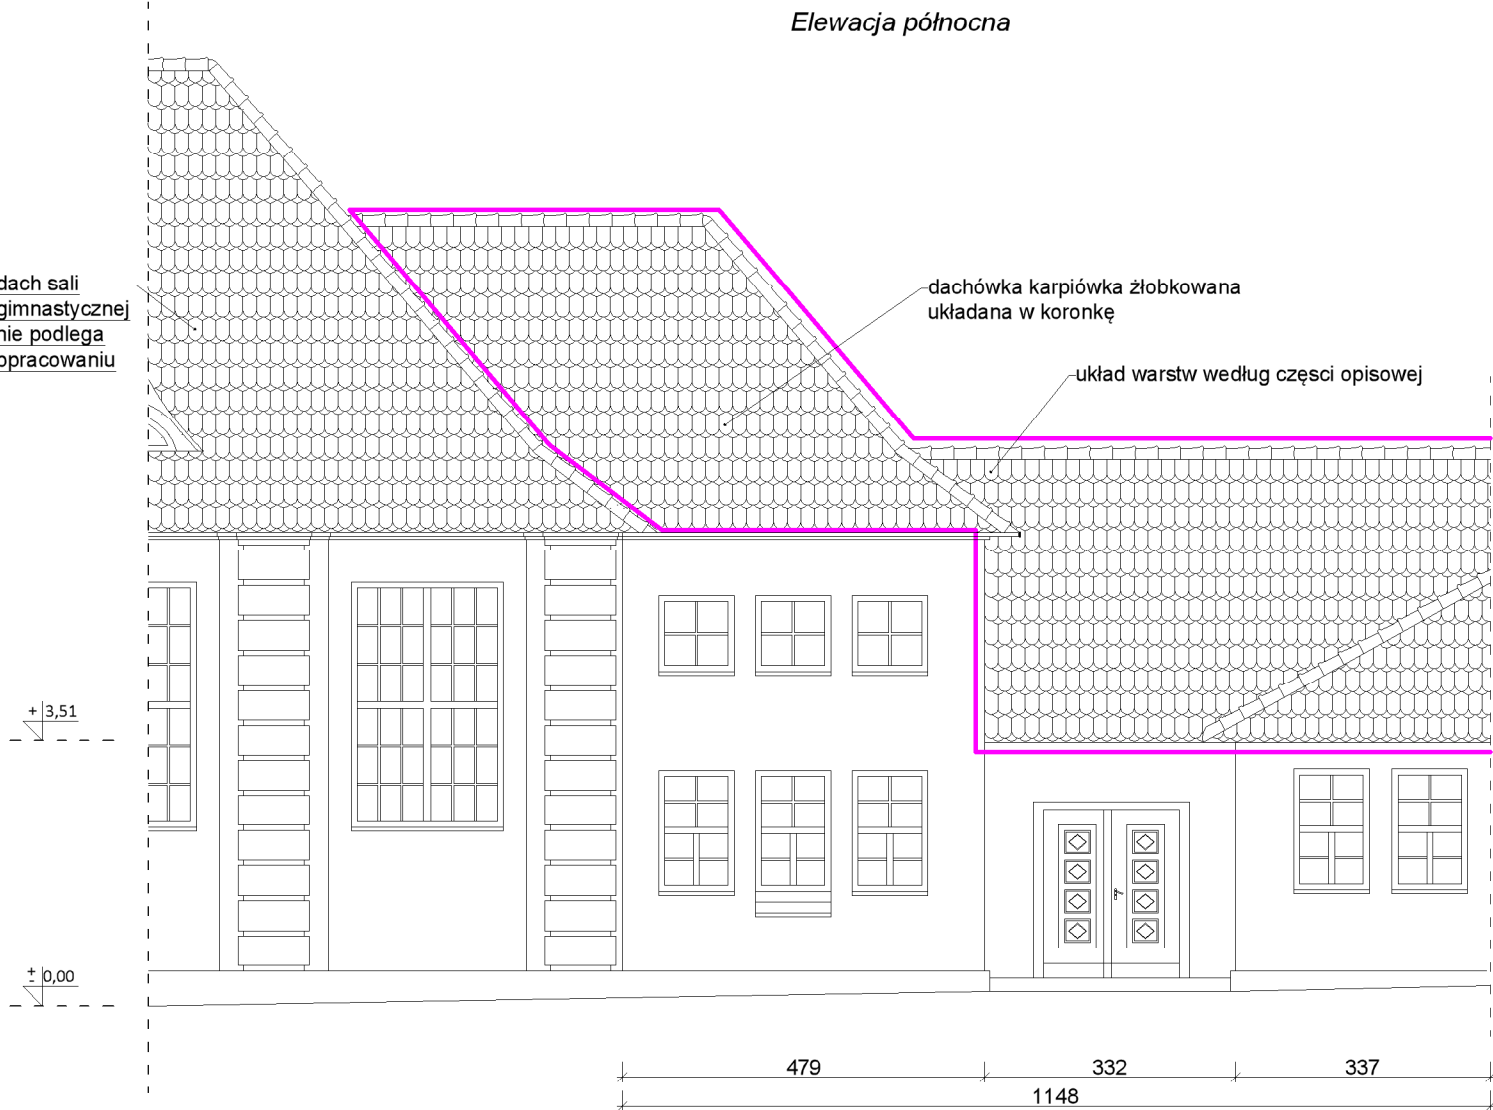 Elewacja północna
dach sali
gimnastycznej
nie podlega
opracowaniu
dachówka karpiówka żłobkowana
układana w koronkę
układ warstw według częsci opisowej
+ 3,51
± 0,00
479
332
337
1148